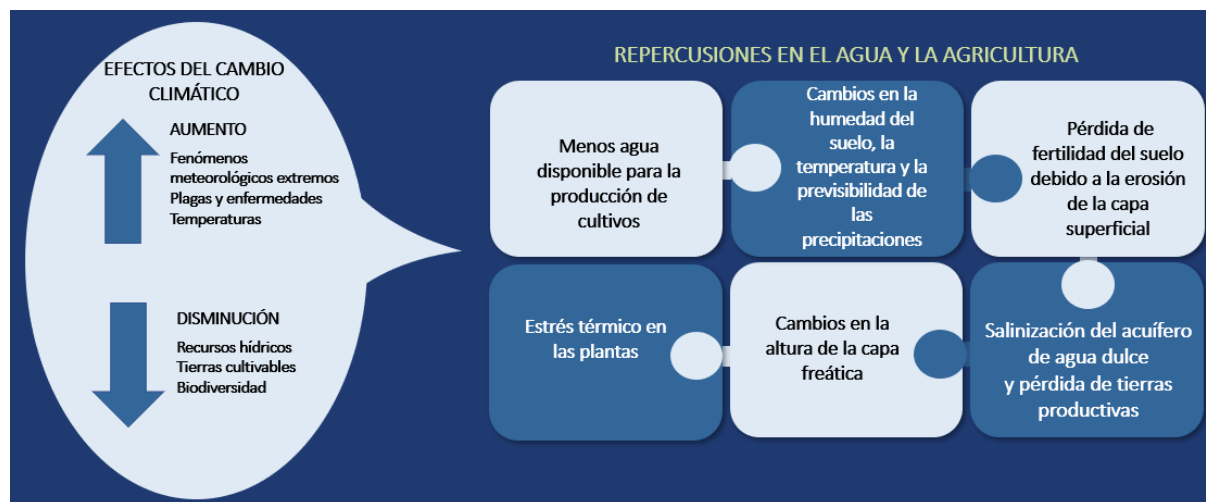 EFECTOS DEL CAMBIO
CLIMÁTICO
AUMENTO
Fenómenos
meteorológicos extremos
Plagas y enfermedades
Temperaturas
DISMINUCIÓN
Recursos hídricos
Tierras cultivables
Biodiversidad
REPERCUSIONES EN EL AGUA Y LA AGRICULTURA
Menos agua
disponible para la
producción de
cultivos
Cambios en la
humedad del
suelo, la
temperatura y la
previsibilidad de
las
precipitaciones
Pérdida de
fertilidad del suelo
debido a la erosión
de la capa
superficial
Estrés térmico en
las plantas
Cambios en la
altura de la capa
freática
Salinización del acuífero
de agua dulce
y pérdida de tierras
productivas